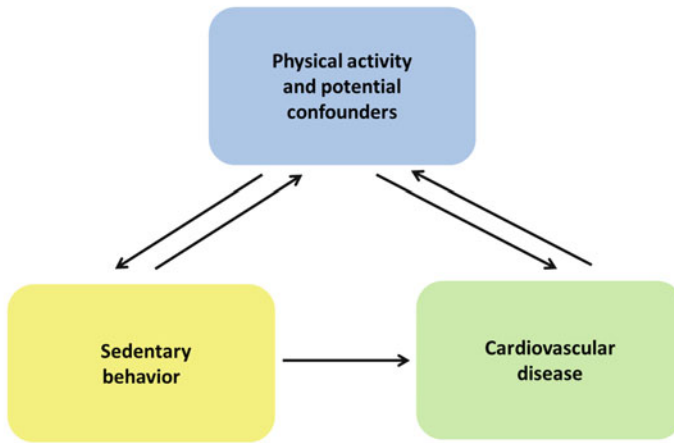 Physical activity
and potential
confounders
Sedentary
behavior
Cardiovascular
disease